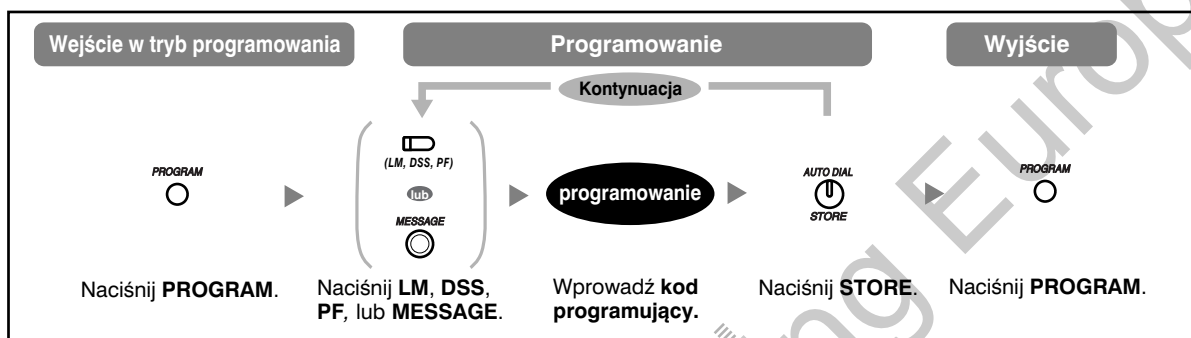 Wejście w tryb programowania
Programowanie
Wyjście
Kontynuacja
PROGRAM
(LM, DSS, PF)
lub
MESSAGE
programowanie
AUTO DIAL
STORE
PROGRAM
Naciśnij PROGRAM.
Naciśnij LM, DSS,
PF, lub MESSAGE.
Wprowadź kod
programujący.
Naciśnij STORE.
Naciśnij PROGRAM.